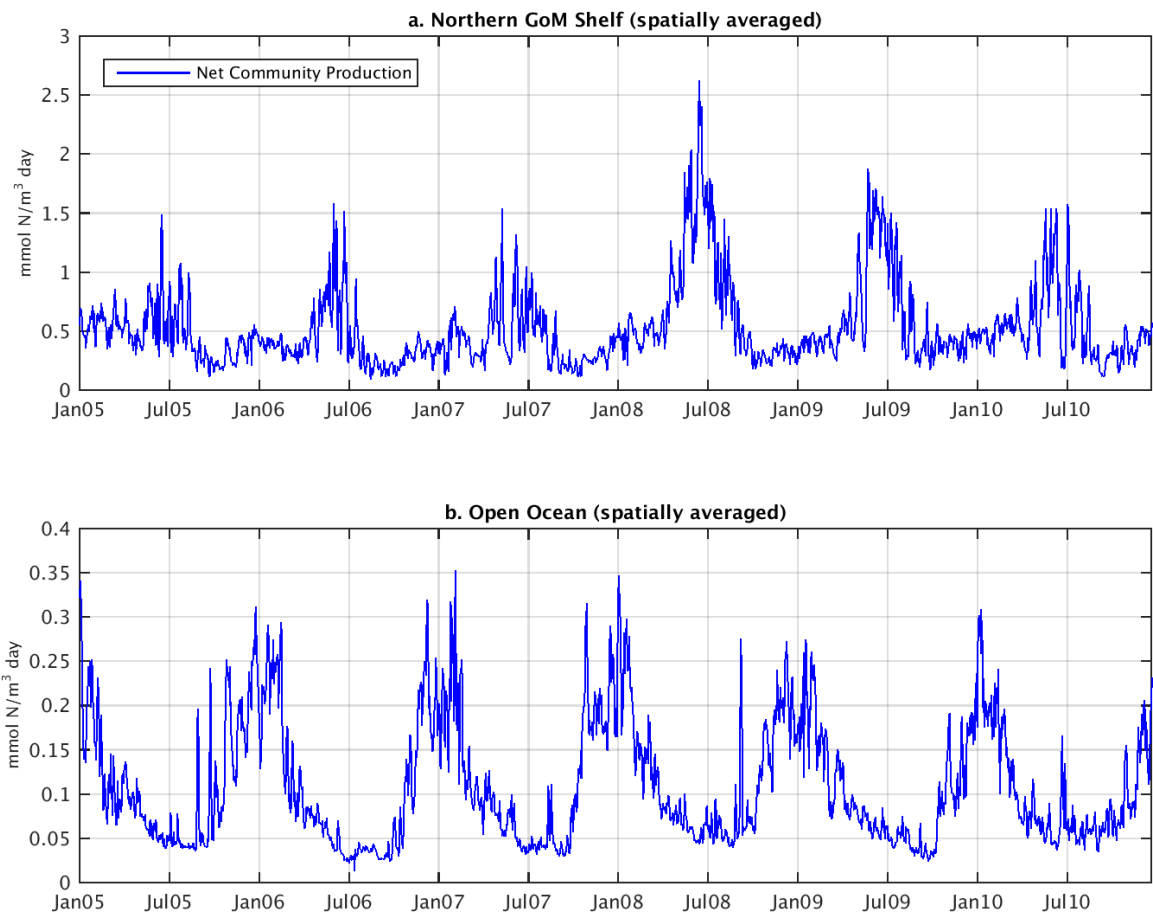 a. Northern GoM Shelf (spatially averaged)
3
2.5
2
1.5
1
0.5
0
mmol N/m³ day
Net Community Production
Jan05 Jul05 Jan06 Jul06 Jan07 Jul07 Jan08 Jul08 Jan09 Jul09 Jan10 Jul10
b. Open Ocean (spatially averaged)
0.4
0.35
0.3
0.25
0.2
0.15
0.1
0.05
0
mmol N/m³ day
Jan05 Jul05 Jan06 Jul06 Jan07 Jul07 Jan08 Jul08 Jan09 Jul09 Jan10 Jul10